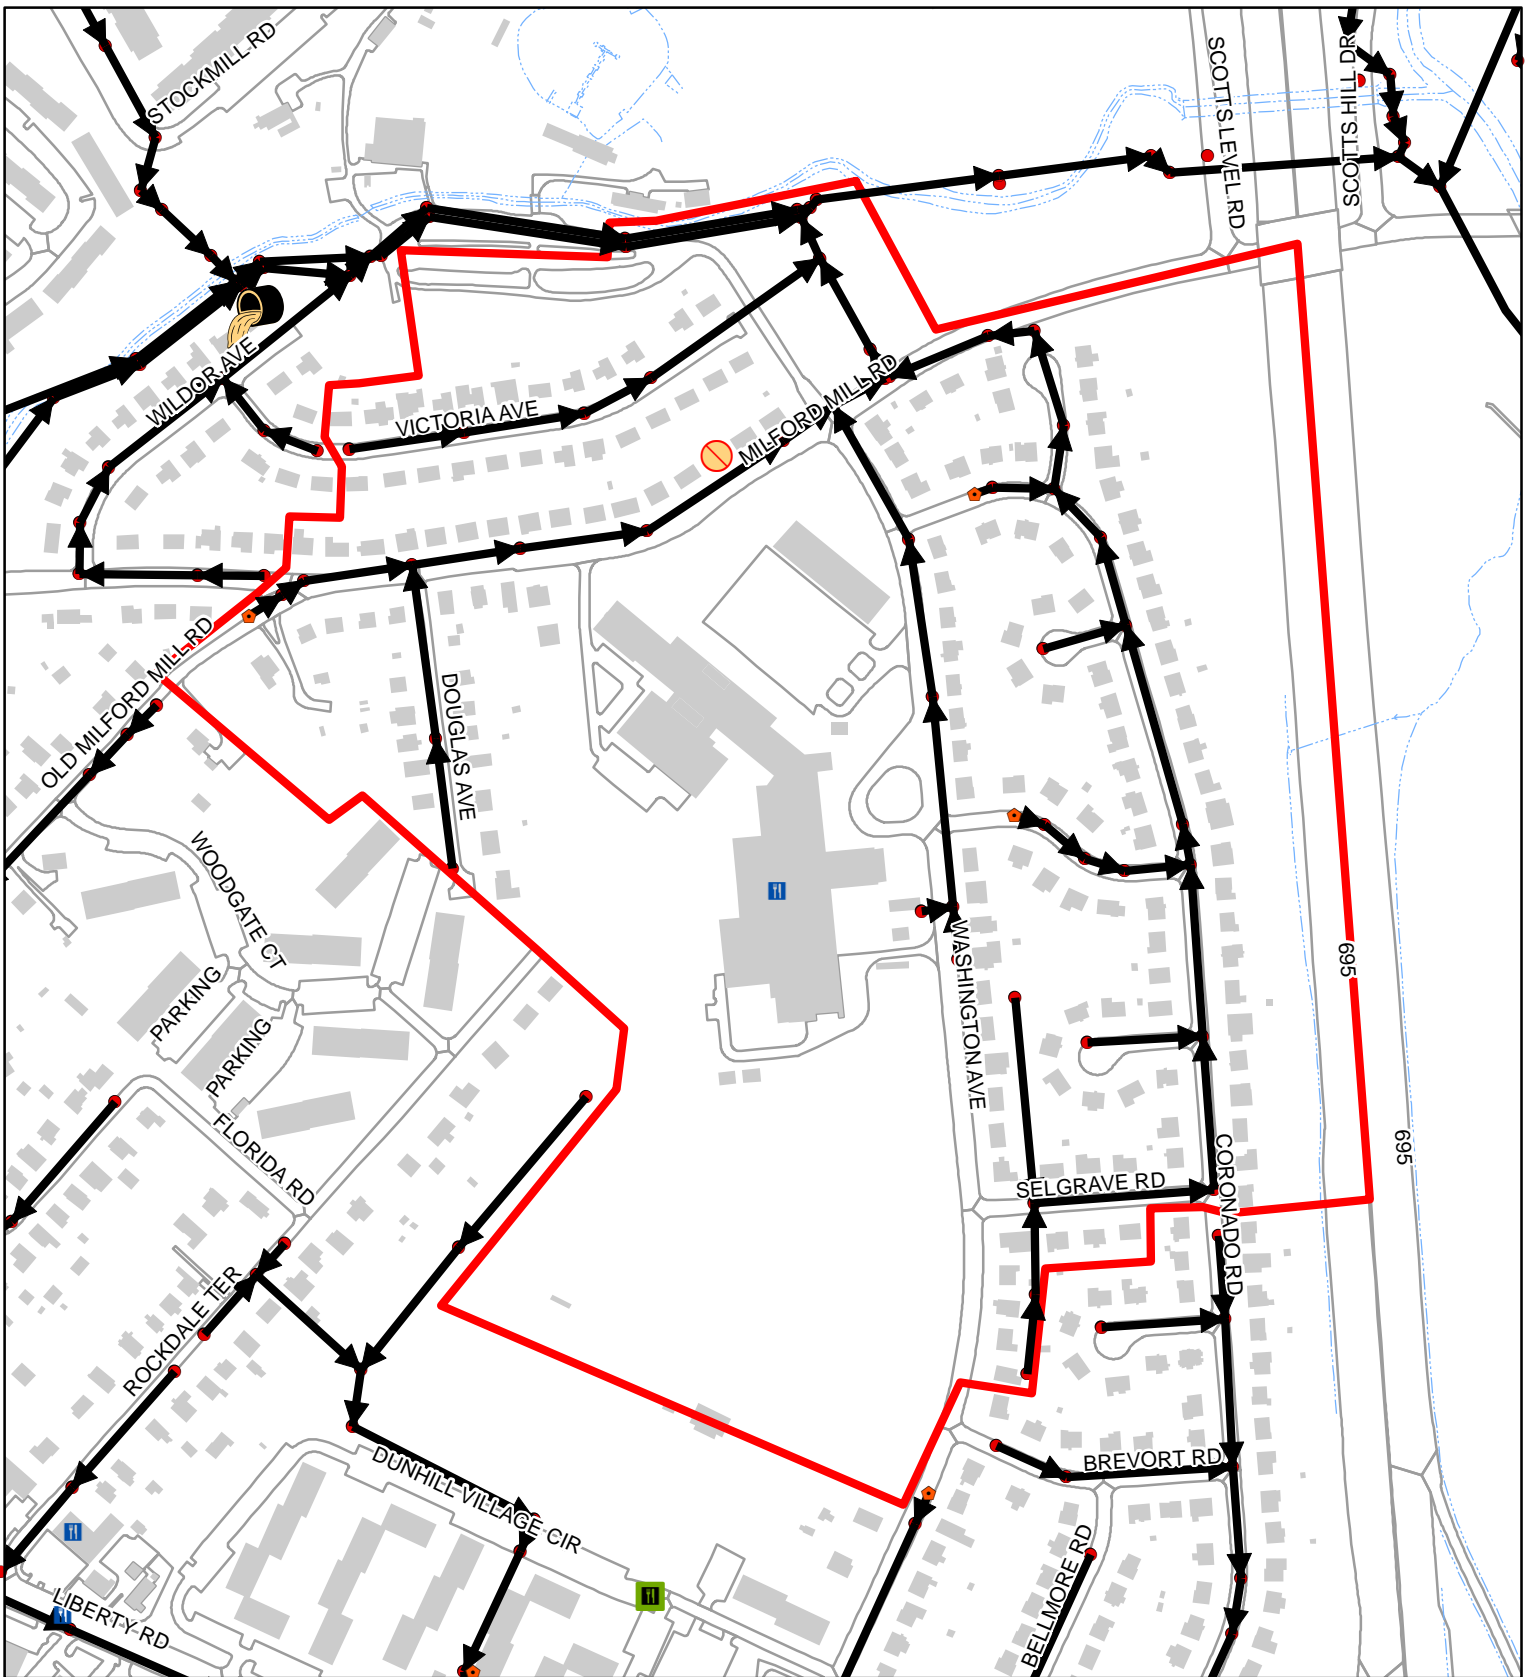 STOCKMILL RD
SCOTTS LEVEL RD
SCOTTS HILL DR
WILDOR AVE
VICTORIA AVE
MILFORD MILL RD
OLD MILFORD MILL RD
DOUGLAS AVE
WOODGATE CT
PARKING
PARKING
WASHINGTON AVE
695
695
FLORIDA RD
SELGRAVE RD
CORONADO RD
ROCKDALE TER
DUNHILL VILLAGE CIR
BREVORT RD
BELLMORE RD
LIBERTY RD